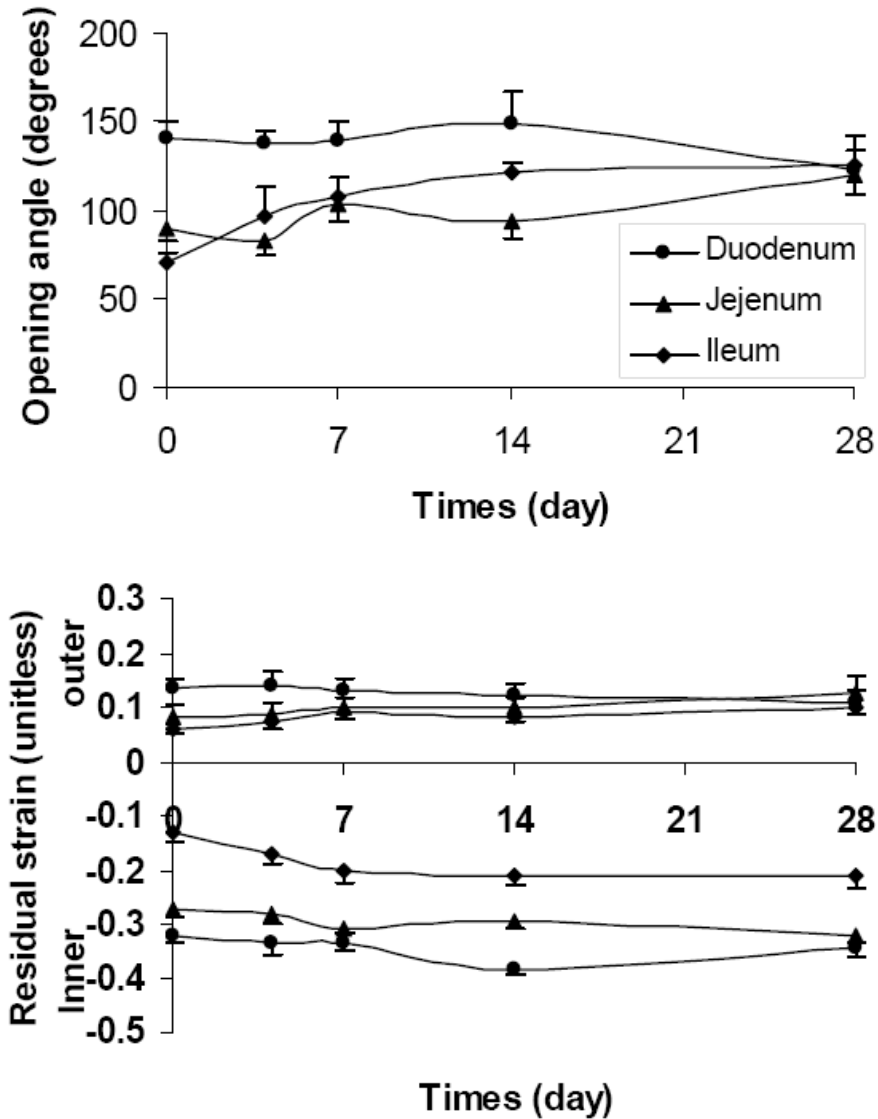 Opening angle (degrees)
200
150
100
50
0
0 7 14 21 28
Duodenum
Jejenum
Ileum
Times (day)
Residual strain (unitless)
Inner outer
0.3
0.2
0.1
0
-0.1
-0.2
-0.3
-0.4
-0.5
0 7 14 21 28
Times (day)